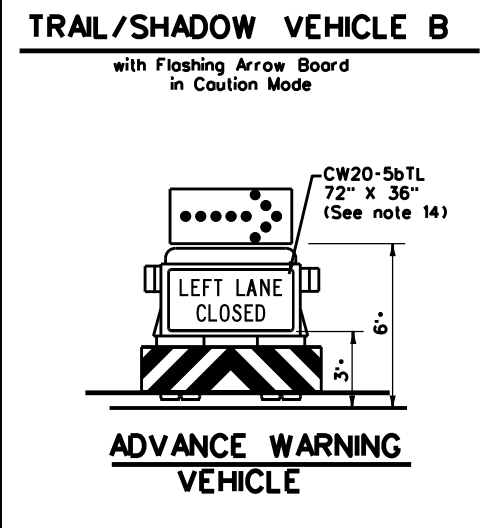 TRAIL/SHADOW VEHICLE B
with Flashing Arrow Board
in Caution Mode
CW20-5bTL
72" X 36"
(See note 14)
LEFT LANE
CLOSED
6'•
3'•
ADVANCE WARNING
VEHICLE